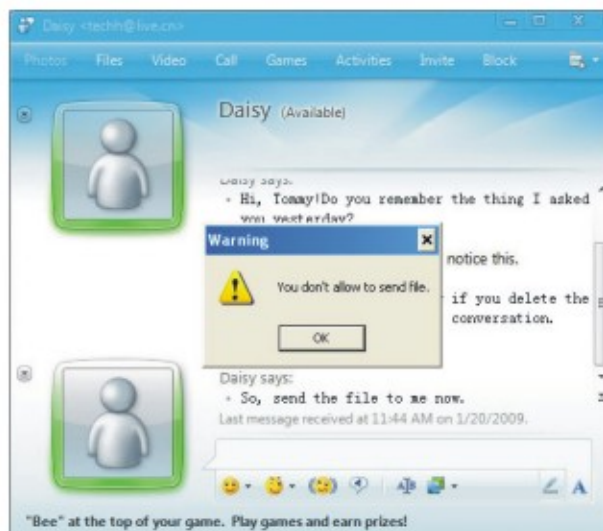 Daisy <techh@live.cn>
Photos Files Video Call Games Activities Invite Block
Daisy (Available)
Daisy says:
Hi, Tommy!Do you remember the thing I asked
you yesterday?
Warning
notice this.
You don't allow to send file.
if you delete the
conversation.
OK
Daisy says:
So, send the file to me now.
Last message received at 11:44 AM on 1/20/2009.
A
"Bee" at the top of your game. Play games and earn prizes!